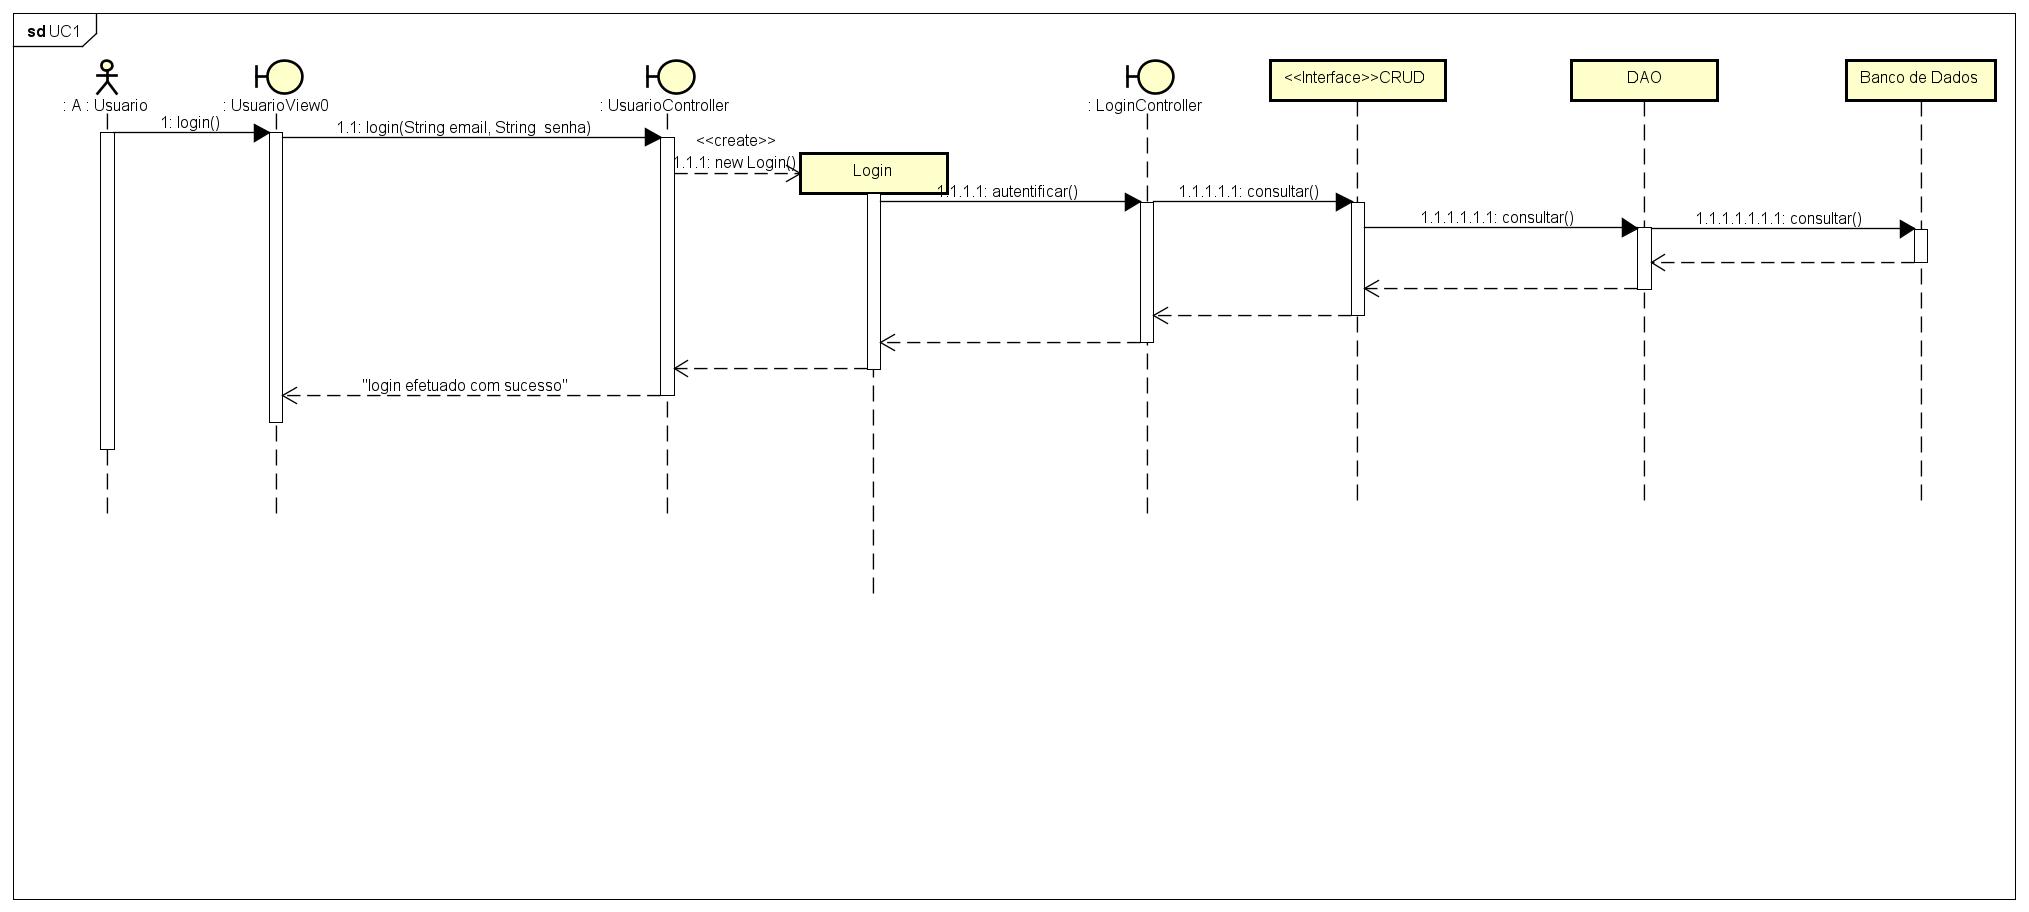 sd UC1
: A : Usuario
: UsuarioView0
: UsuarioController
: LoginController
<<Interface>>CRUD
DAO
Banco de Dados
1: login()
1.1: login(String email, String  senha)
<<create>>
1.1.1: new Login()
Login
1.1.1.1: autentificar()
1.1.1.1.1: consultar()
1.1.1.1.1.1: consultar()
1.1.1.1.1.1.1: consultar()
"login efetuado com sucesso"